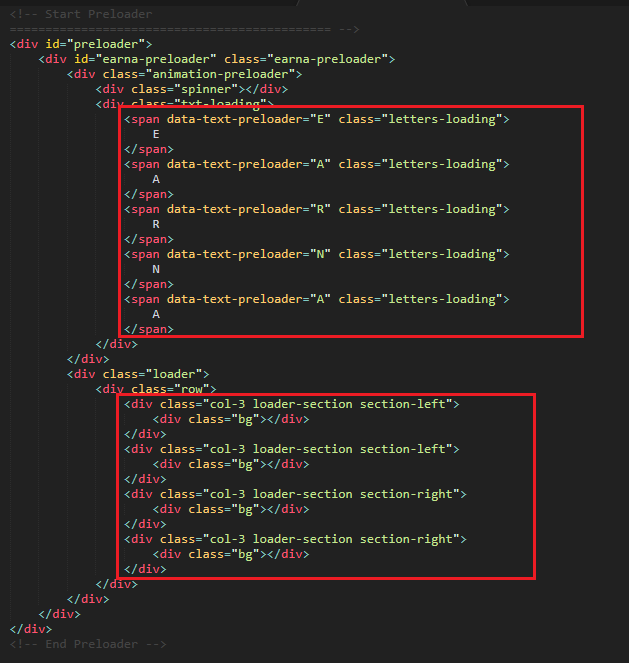 <!-- Start Preloader
============================================= -->
<div id="preloader">
<div id="earna-preloader" class="earna-preloader">
<div class="animation-preloader">
<div class="spinner"></div>
<div class="txt-loading">
<span data-text-preloader="E" class="letters-loading">
E
</span>
<span data-text-preloader="A" class="letters-loading">
A
</span>
<span data-text-preloader="R" class="letters-loading">
R
</span>
<span data-text-preloader="N" class="letters-loading">
N
</span>
<span data-text-preloader="A" class="letters-loading">
A
</span>
</div>
</div>
<div class="loader">
<div class="row">
<div class="col-3 loader-section section-left">
<div class="bg"></div>
</div>
<div class="col-3 loader-section section-left">
<div class="bg"></div>
</div>
<div class="col-3 loader-section section-right">
<div class="bg"></div>
</div>
<div class="col-3 loader-section section-right">
<div class="bg"></div>
</div>
</div>
</div>
</div>
</div>
<!-- End Preloader -->